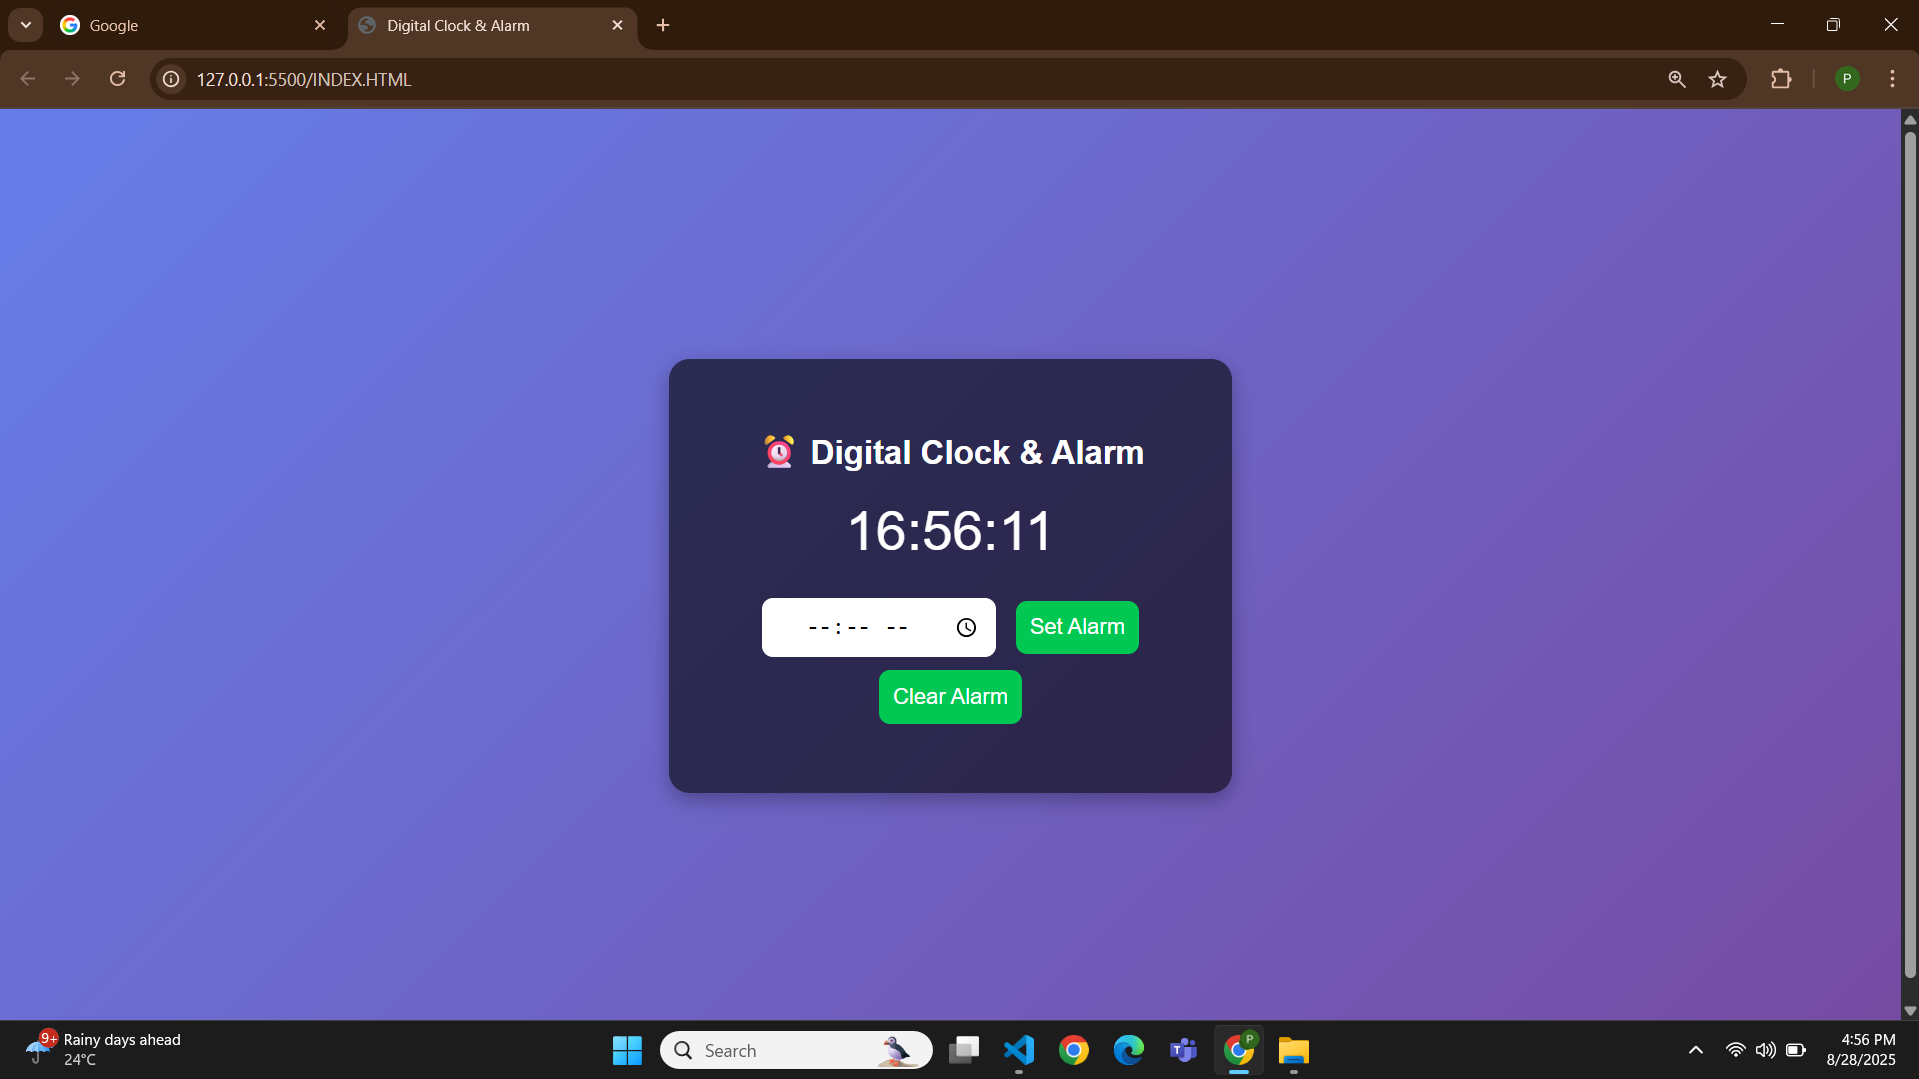 Google
Digital Clock & Alarm
127.0.0.1:5500/INDEX.HTML
P
⏰ Digital Clock & Alarm
16:56:11
--:-- --
Set Alarm
Clear Alarm
9+
Rainy days ahead
24°C
Search
T
P
4:56 PM
8/28/2025